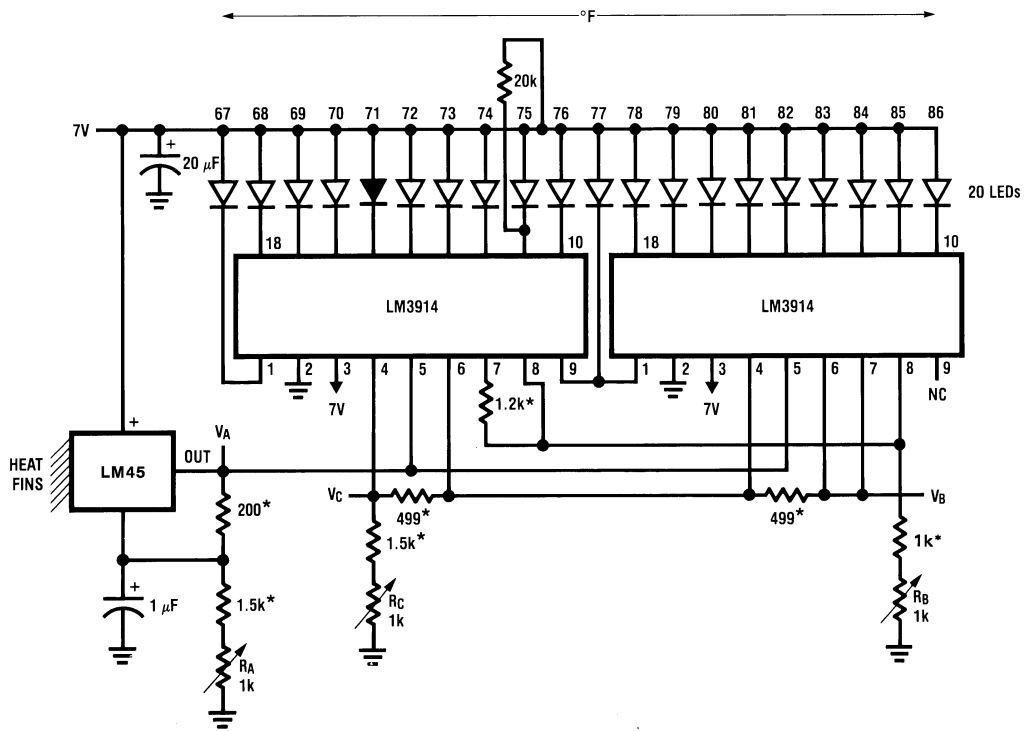 °F
20k
67 68 69 70 71 72 73 74 75 76 77 78 79 80 81 82 83 84 85 86
7V
+
20 μF
20 LEDs
18 10 18 10
LM3914 LM3914
1 2 3 4 5 6 7 8 9 1 2 3 4 5 6 7 8 9
7V 1.2k* 7V NC
+
VA
HEAT FINS
LM45
OUT
VC
499*
499*
VB
200*
1.5k*
1k*
+
1 μF
1.5k*
RC
1k
RB
1k
RA
1k